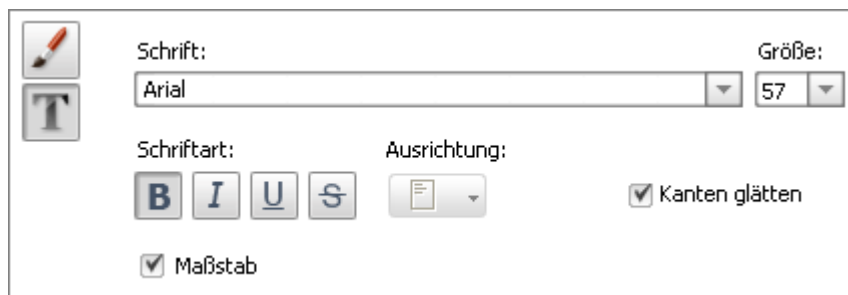 Schrift: Größe:
T Arial 57
Schriftart: Ausrichtung:
B I U S Kanten glätten
Maßstab